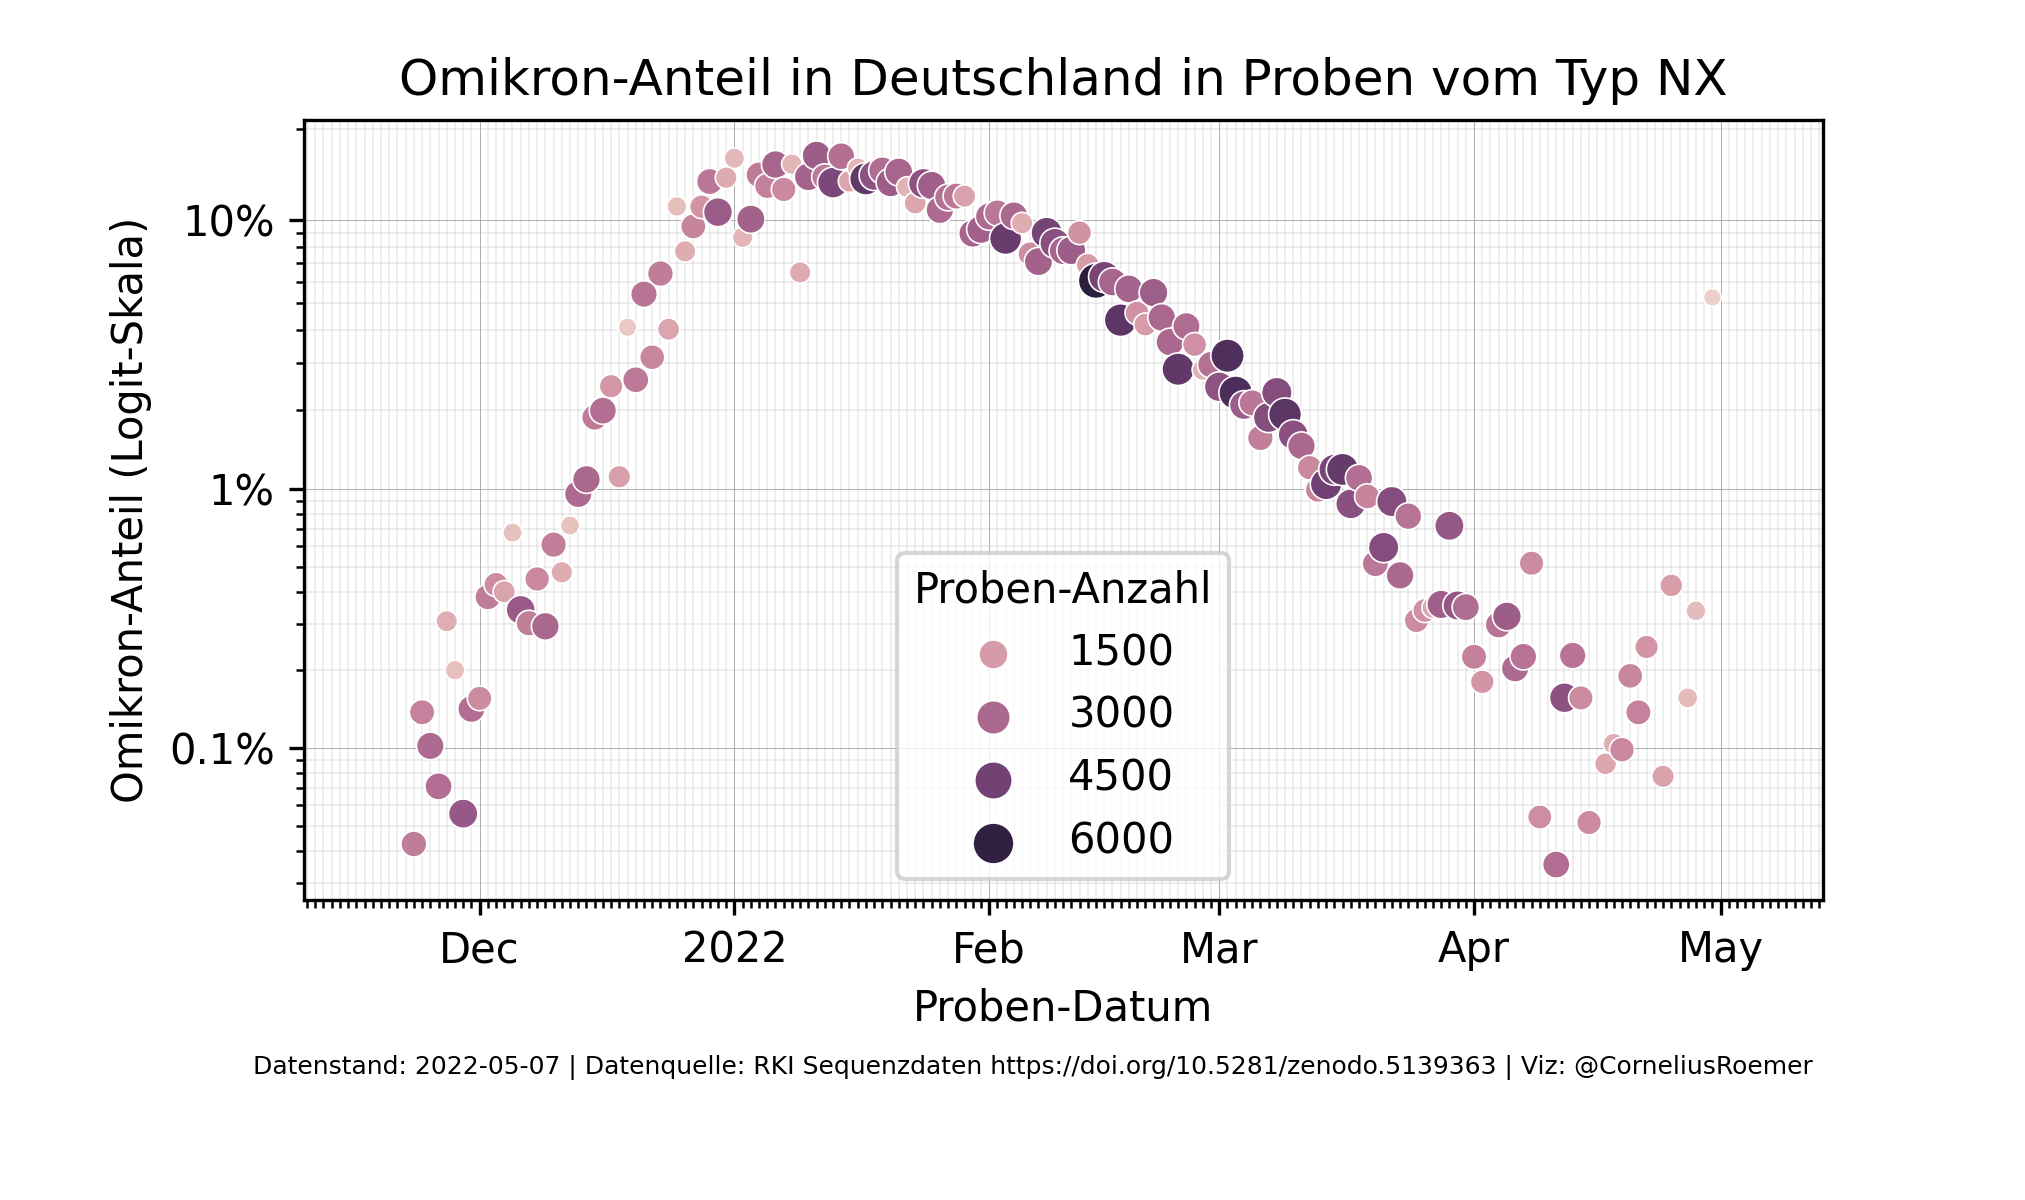 Omikron-Anteil in Deutschland in Proben vom Typ NX
Omikron-Anteil (Logit-Skala)
10%
1%
0.1%
Proben-Anzahl
1500
3000
4500
6000
Dec
2022
Feb
Mar
Apr
May
Proben-Datum
Datenstand: 2022-05-07 | Datenquelle: RKI Sequenzdaten https://doi.org/10.5281/zenodo.5139363 | Viz: @CorneliusRoemer